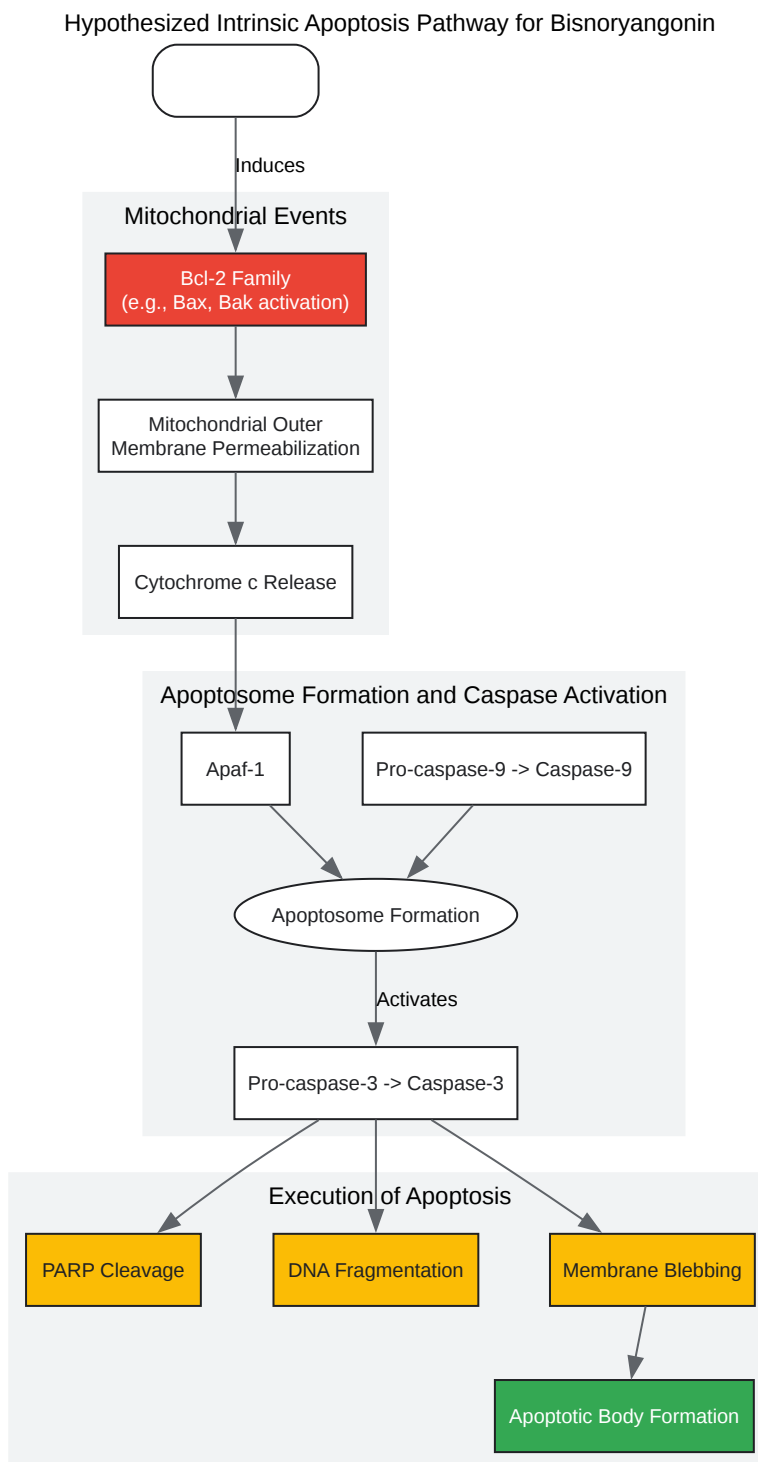 Hypothesized Intrinsic Apoptosis Pathway for Bisnoryangonin
Induces
Mitochondrial Events
Bcl-2 Family
(e.g., Bax, Bak activation)
Mitochondrial Outer
Membrane Permeabilization
Cytochrome c Release
Apoptosome Formation and Caspase Activation
Apaf-1
Pro-caspase-9 -> Caspase-9
Apoptosome Formation
Activates
Pro-caspase-3 -> Caspase-3
Execution of Apoptosis
PARP Cleavage
DNA Fragmentation
Membrane Blebbing
Apoptotic Body Formation